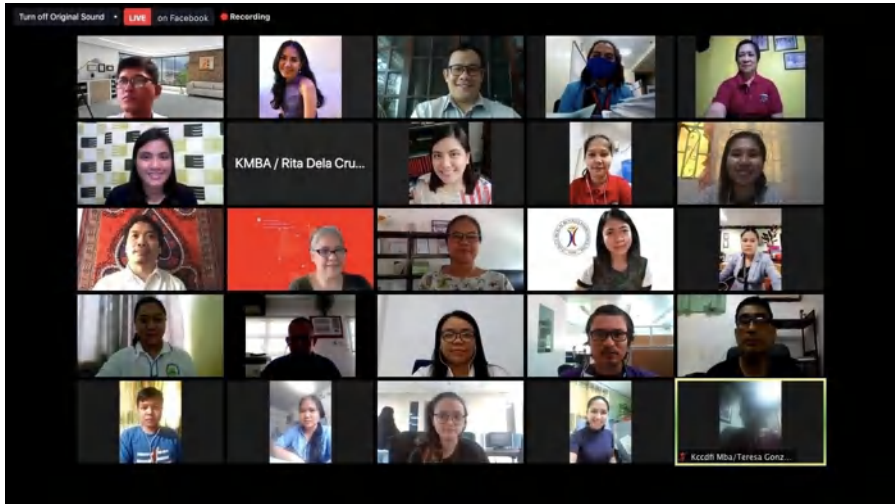 Turn off Original Sound
LIVE on Facebook
Recording
KMBA / Rita Dela Cru...
Kccdfi Mba/Teresa Gonz...